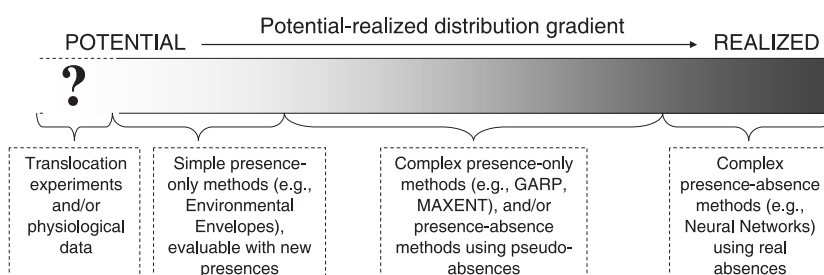 Potential-realized distribution gradient
POTENTIAL
REALIZED
?
Translocation
experiments
and/or
physiological
data
Simple presence-
only methods (e.g.,
Environmental
Envelopes),
evaluable with new
presences
Complex presence-only
methods (e.g., GARP,
MAXENT), and/or
presence-absence
methods using pseudo-
absences
Complex
presence-absence
methods (e.g.,
Neural Networks)
using real
absences